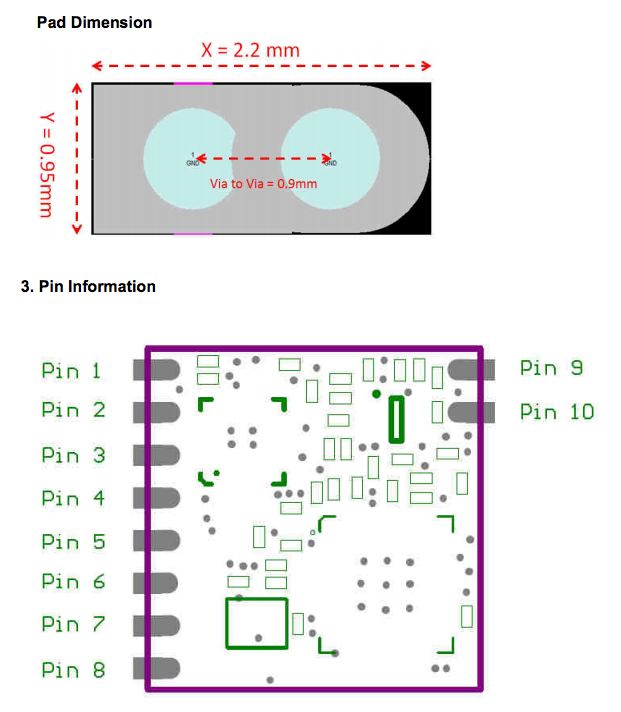 Pad Dimension
X = 2.2 mm
Y = 0.95mm
1
GND
1
GND
Via to Via = 0.9mm
3. Pin Information
Pin 1
Pin 2
Pin 3
Pin 4
Pin 5
Pin 6
Pin 7
Pin 8
Pin 9
Pin 10